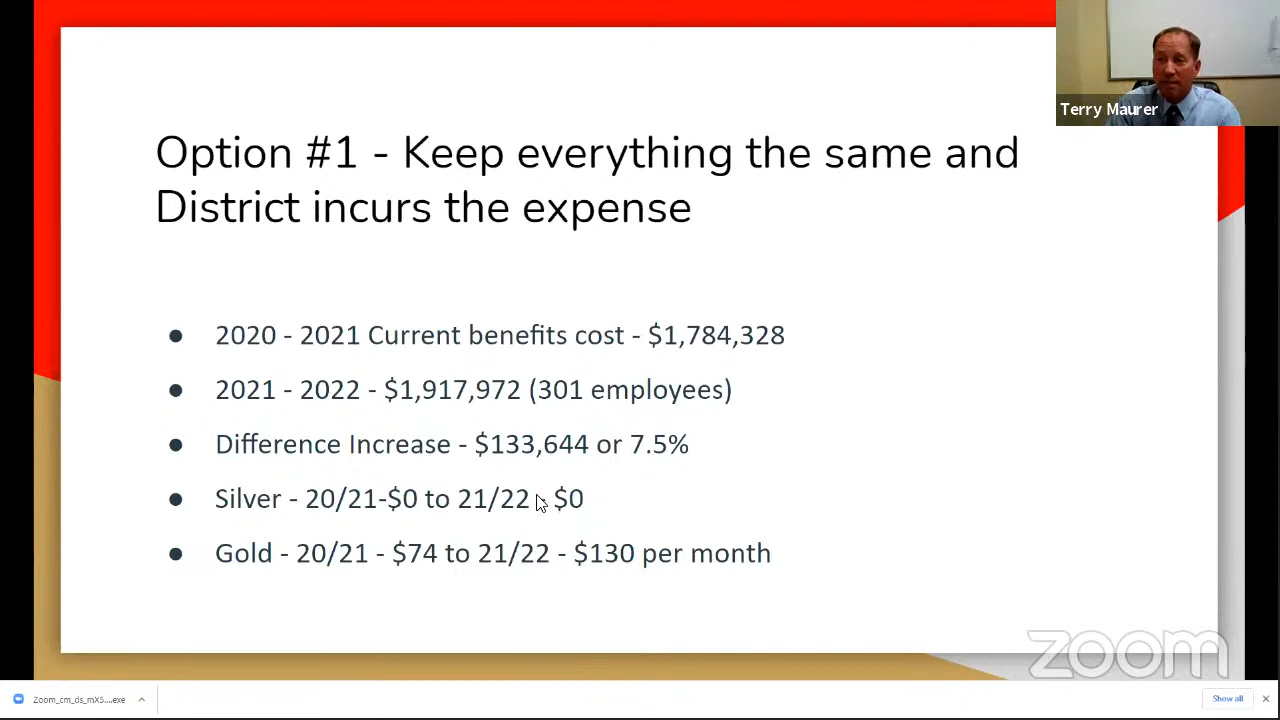 Terry Maurer
Option #1 - Keep everything the same and
District incurs the expense
● 2020 - 2021 Current benefits cost - $1,784,328
● 2021 - 2022 - $1,917,972 (301 employees)
● Difference Increase - $133,644 or 7.5%
● Silver - 20/21-$0 to 21/22 - $0
● Gold - 20/21 - $74 to 21/22 - $130 per month
zoom
Zoom_cm_ds_mX5....exe
Show all